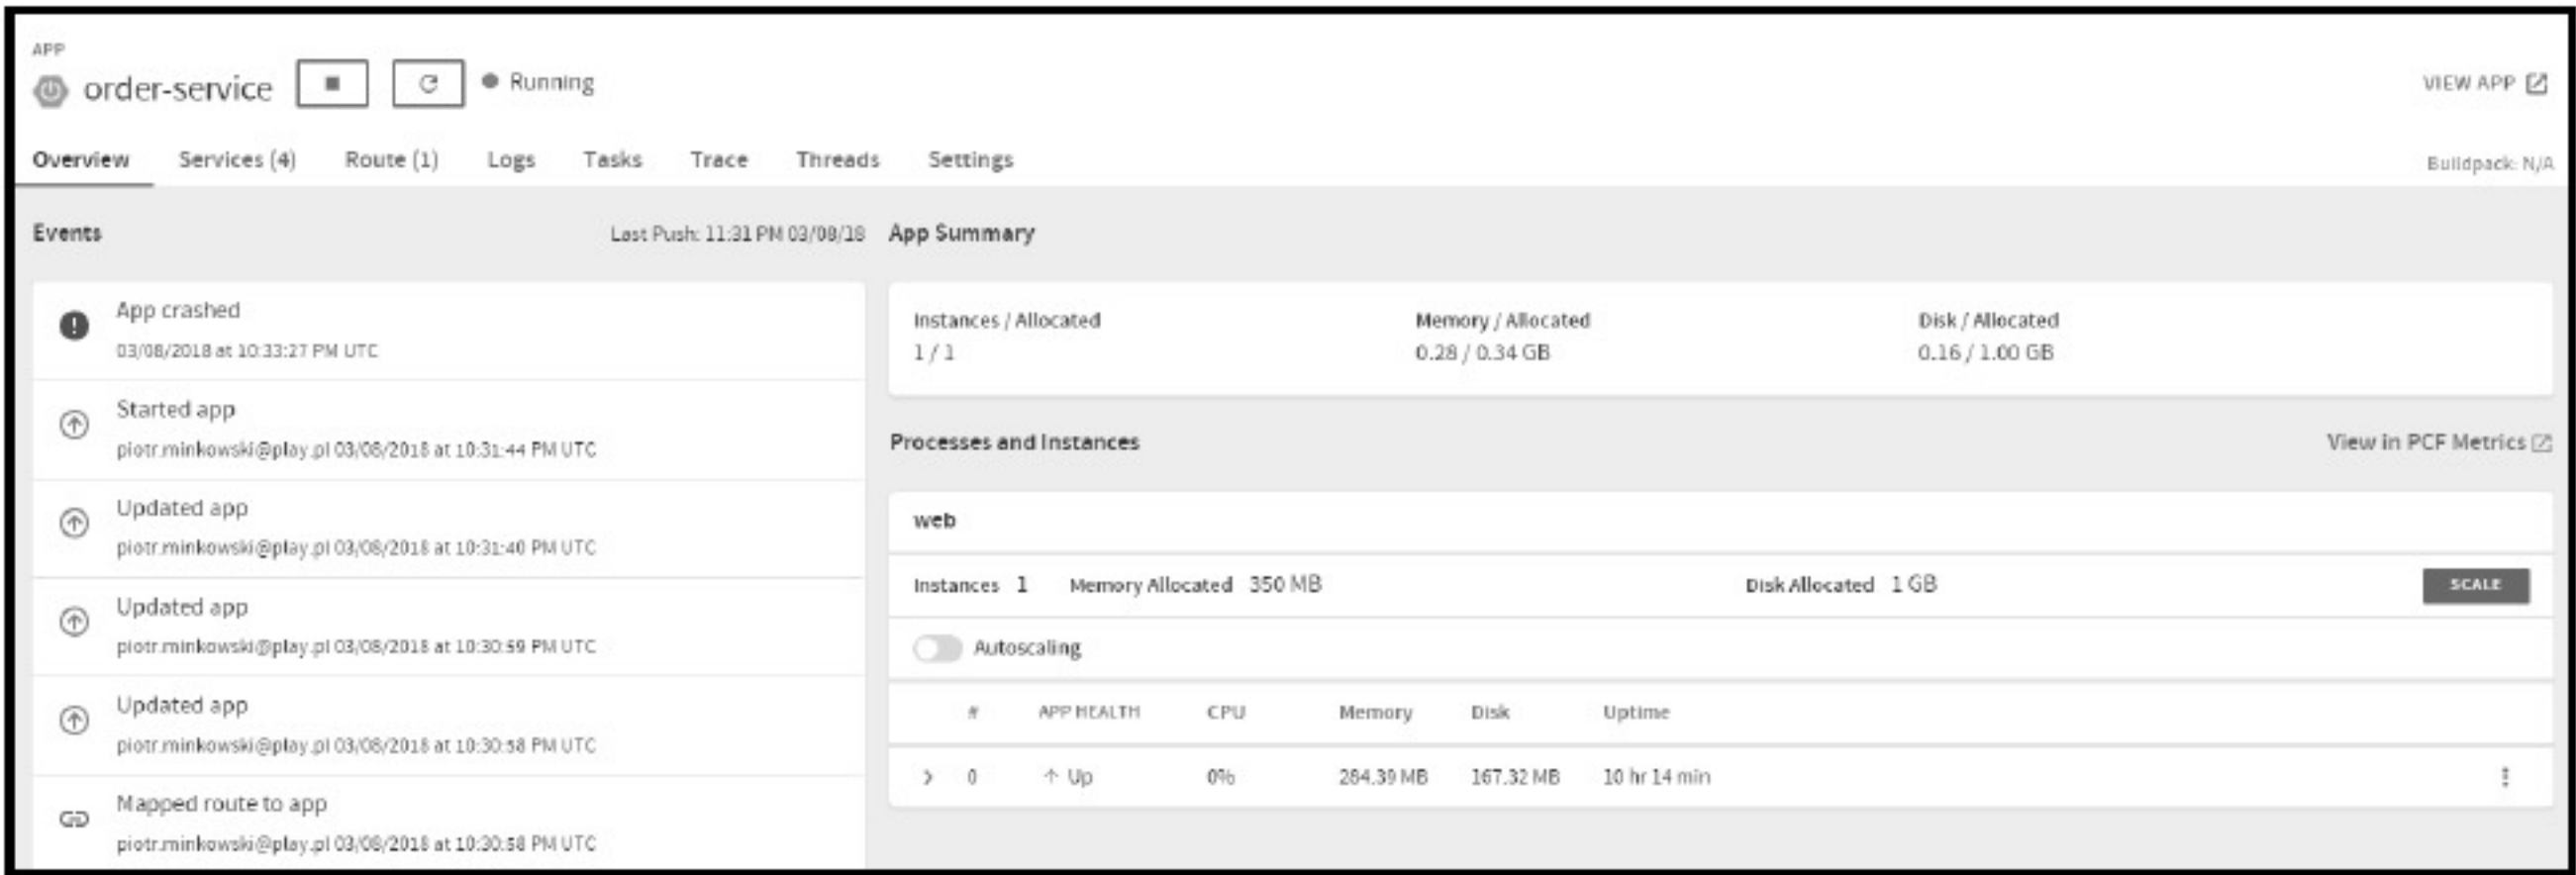 APP
order-service
Running
VIEW APP
Overview Services (4) Route (1) Logs Tasks Trace Threads Settings
Buildpack: N/A
Events
Last Push: 11:31 PM 03/08/18
App crashed
03/08/2018 at 10:33:27 PM UTC
Started app
piotr.minkowski@play.pl 03/08/2018 at 10:31:44 PM UTC
Updated app
piotr.minkowski@play.pl 03/08/2018 at 10:31:40 PM UTC
Updated app
piotr.minkowski@play.pl 03/08/2018 at 10:30:59 PM UTC
Updated app
piotr.minkowski@play.pl 03/08/2018 at 10:30:58 PM UTC
Mapped route to app
piotr.minkowski@play.pl 03/08/2018 at 10:30:58 PM UTC
App Summary
Instances / Allocated Memory / Allocated Disk / Allocated
1 / 1 0.28 / 0.34 GB 0.16 / 1.00 GB
Processes and Instances
View in PCF Metrics
web
Instances 1 Memory Allocated 350 MB Disk Allocated 1 GB SCALE
Autoscaling
# APP HEALTH CPU Memory Disk Uptime
0 Up 0% 284.39 MB 167.32 MB 10 hr 14 min